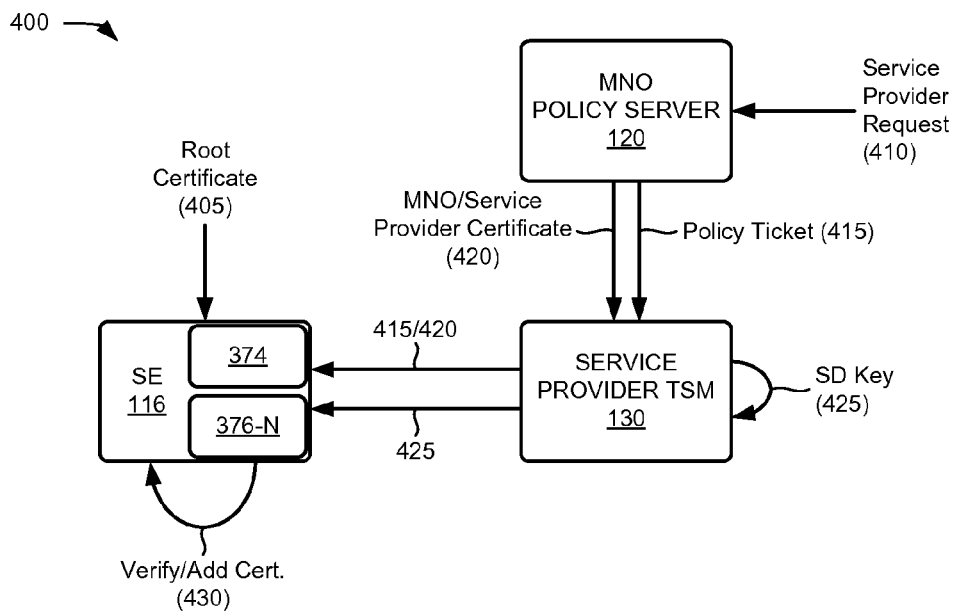 400
MNO
POLICY SERVER
120
Service
Provider
Request
(410)
Root
Certificate
(405)
MNO/Service
Provider Certificate
(420)
Policy Ticket (415)
SE
116
374
376-N
415/420
425
SERVICE
PROVIDER TSM
130
SD Key
(425)
Verify/Add Cert.
(430)